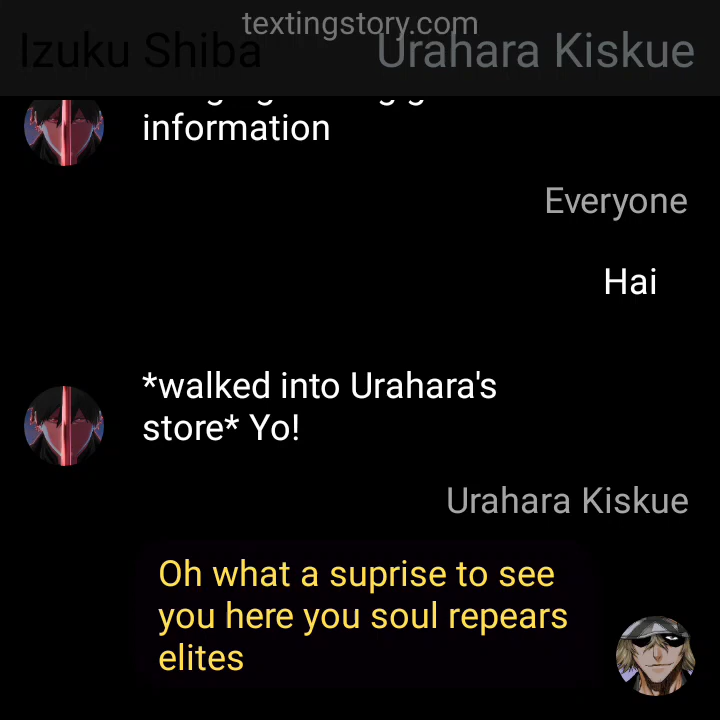 textingstory.com
Izuku Shiba
Urahara Kiskue
information
Everyone
Hai
*walked into Urahara's
store* Yo!
Urahara Kiskue
Oh what a suprise to see
you here you soul repears
elites